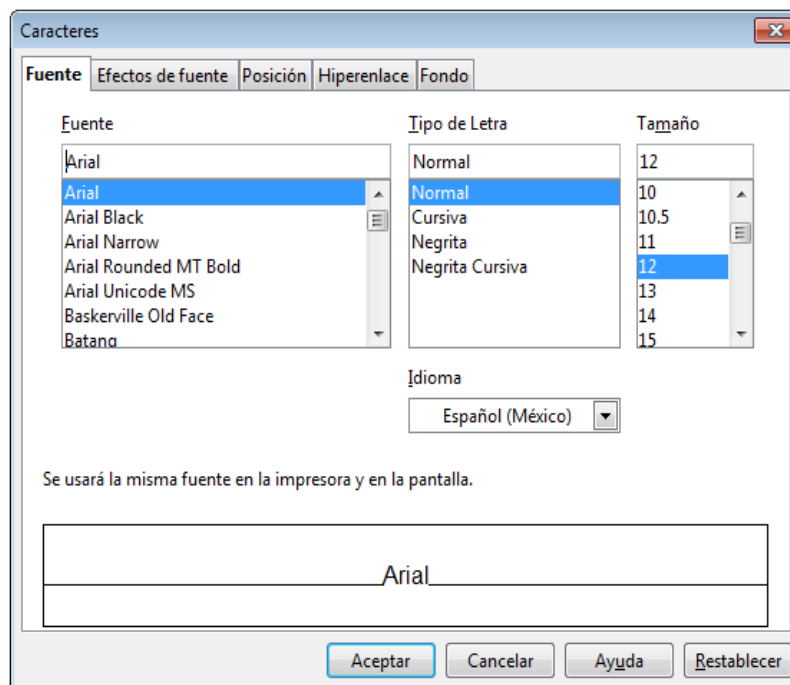 Caracteres
Fuente Efectos de fuente Posición Hiperenlace Fondo
Fuente Tipo de Letra Tamaño
Arial Normal 12
Arial Normal 10
Arial Black Cursiva 10.5
Arial Narrow Negrita 11
Arial Rounded MT Bold Negrita Cursiva 12
Arial Unicode MS 13
Baskerville Old Face 14
Batang 15
Idioma
Español (México)
Se usará la misma fuente en la impresora y en la pantalla.
Arial
Aceptar Cancelar Ayuda Restablecer